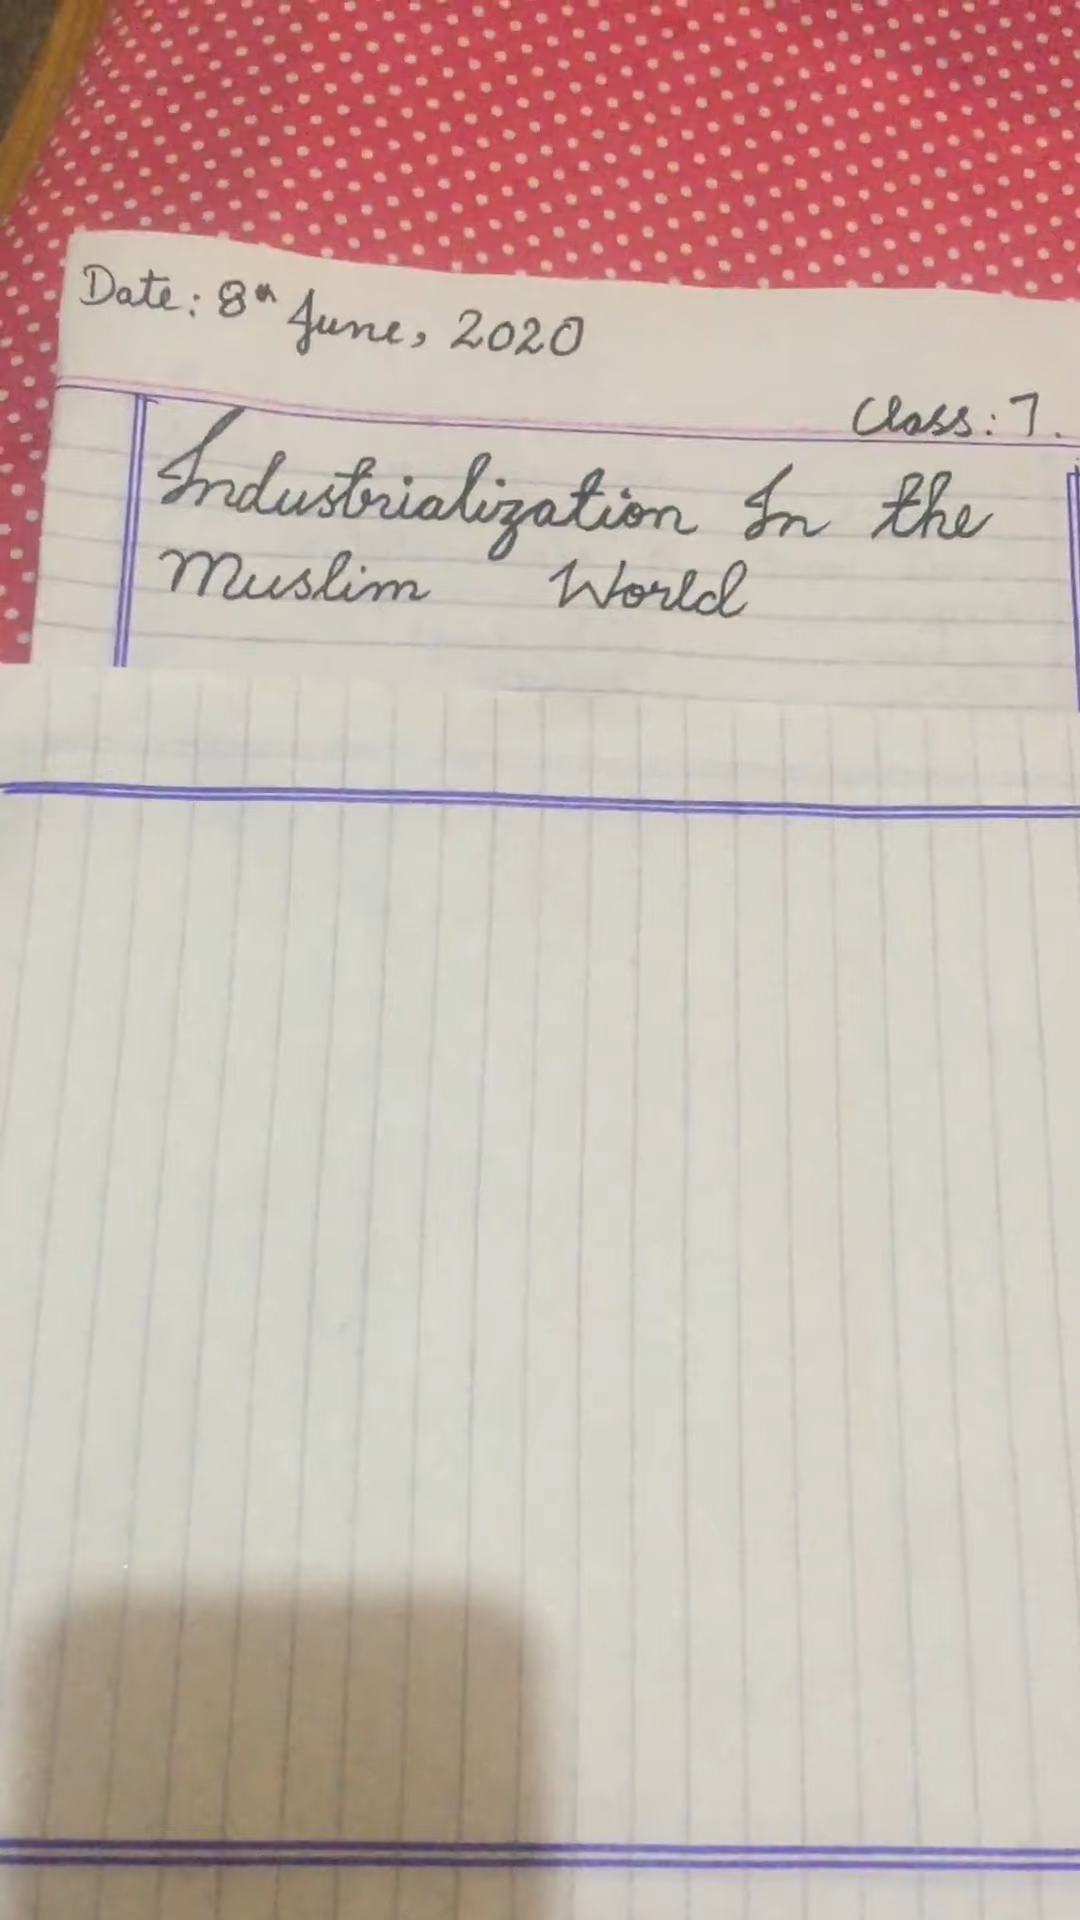 Date: 8th June, 2020
Class: 7.
Industrialization In the
Muslim World